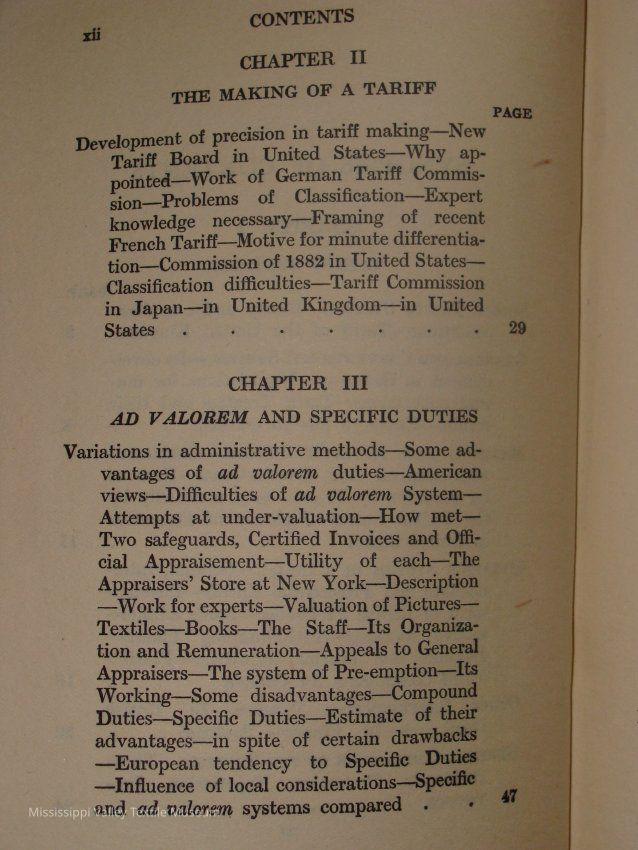 xii
CONTENTS
CHAPTER II
THE MAKING OF A TARIFF
PAGE
Development of precision in tariff making—New
Tariff Board in United States—Why ap-
pointed—Work of German Tariff Commis-
sion—Problems of Classification—Expert
knowledge necessary—Framing of recent
French Tariff—Motive for minute differentia-
tion—Commission of 1882 in United States—
Classification difficulties—Tariff Commission
in Japan—in United Kingdom—in United
States . . . . . . . 29
CHAPTER III
AD VALOREM AND SPECIFIC DUTIES
Variations in administrative methods—Some ad-
vantages of ad valorem duties—American
views—Difficulties of ad valorem System—
Attempts at under-valuation—How met—
Two safeguards, Certified Invoices and Offi-
cial Appraisement—Utility of each—The
Appraisers' Store at New York—Description
—Work for experts—Valuation of Pictures—
Textiles—Books—The Staff—Its Organiza-
tion and Remuneration—Appeals to General
Appraisers—The system of Pre-emption—Its
Working—Some disadvantages—Compound
Duties—Specific Duties—Estimate of their
advantages—in spite of certain drawbacks
—European tendency to Specific Duties
—Influence of local considerations—Specific
and ad valorem systems compared . . 47
Mississippi Valley Textile Museum